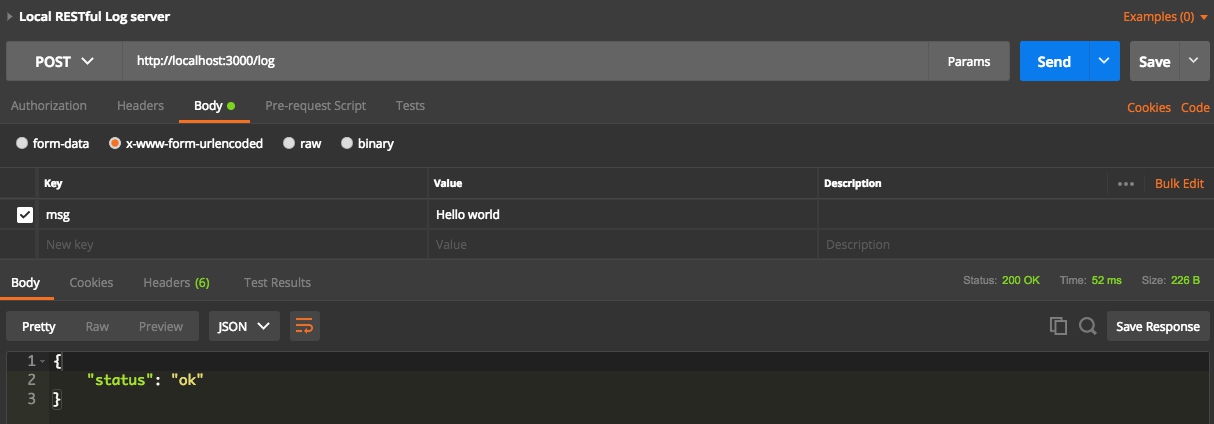 Local RESTful Log server Examples (0)
POST http://localhost:3000/log Params Send Save
Authorization Headers Body Pre-request Script Tests Cookies Code
form-data x-www-form-urlencoded raw binary
Key Value Description Bulk Edit
msg Hello world
New key Value Description
Body Cookies Headers (6) Test Results Status: 200 OK Time: 52 ms Size: 226 B
Pretty Raw Preview JSON Save Response
1 {
2 "status": "ok"
3 }